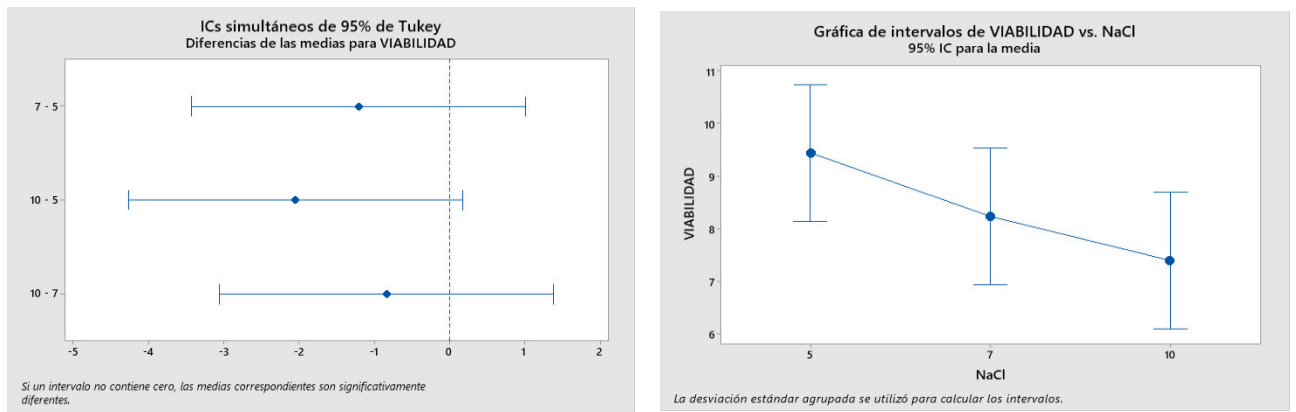 ICs simultáneos de 95% de Tukey
Diferencias de las medias para VIABILIDAD
7 - 5
10 - 5
10 - 7
-5 -4 -3 -2 -1 0 1 2
Si un intervalo no contiene cero, las medias correspondientes son significativamente
diferentes.
Gráfica de intervalos de VIABILIDAD vs. NaCl
95% IC para la media
11
10
9
8
7
6
VIABILIDAD
5 7 10
NaCl
La desviación estándar agrupada se utilizó para calcular los intervalos.